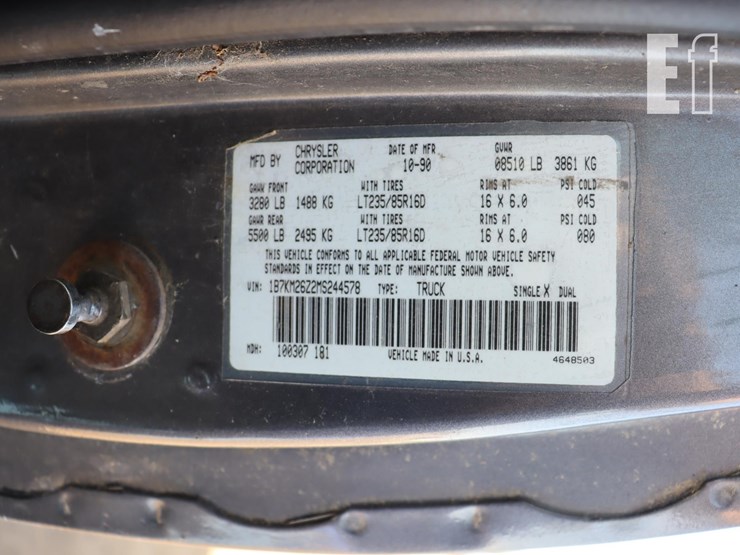 Ef
MFD BY CHRYSLER CORPORATION DATE OF MFR 10-90 GVWR 08510 LB 3861 KG
GAWR FRONT WITH TIRES RIMS AT PSI COLD
3280 LB 1488 KG LT235/85R16D 16 X 6.0 045
GAWR REAR WITH TIRES RIMS AT PSI COLD
5500 LB 2495 KG LT235/85R16D 16 X 6.0 080
THIS VEHICLE CONFORMS TO ALL APPLICABLE FEDERAL MOTOR VEHICLE SAFETY
STANDARDS IN EFFECT ON THE DATE OF MANUFACTURE SHOWN ABOVE.
VIN: 1B7KM26Z2MS244578 TYPE: TRUCK SINGLE X DUAL
MDH: 100307 181 VEHICLE MADE IN U.S.A. 4648503